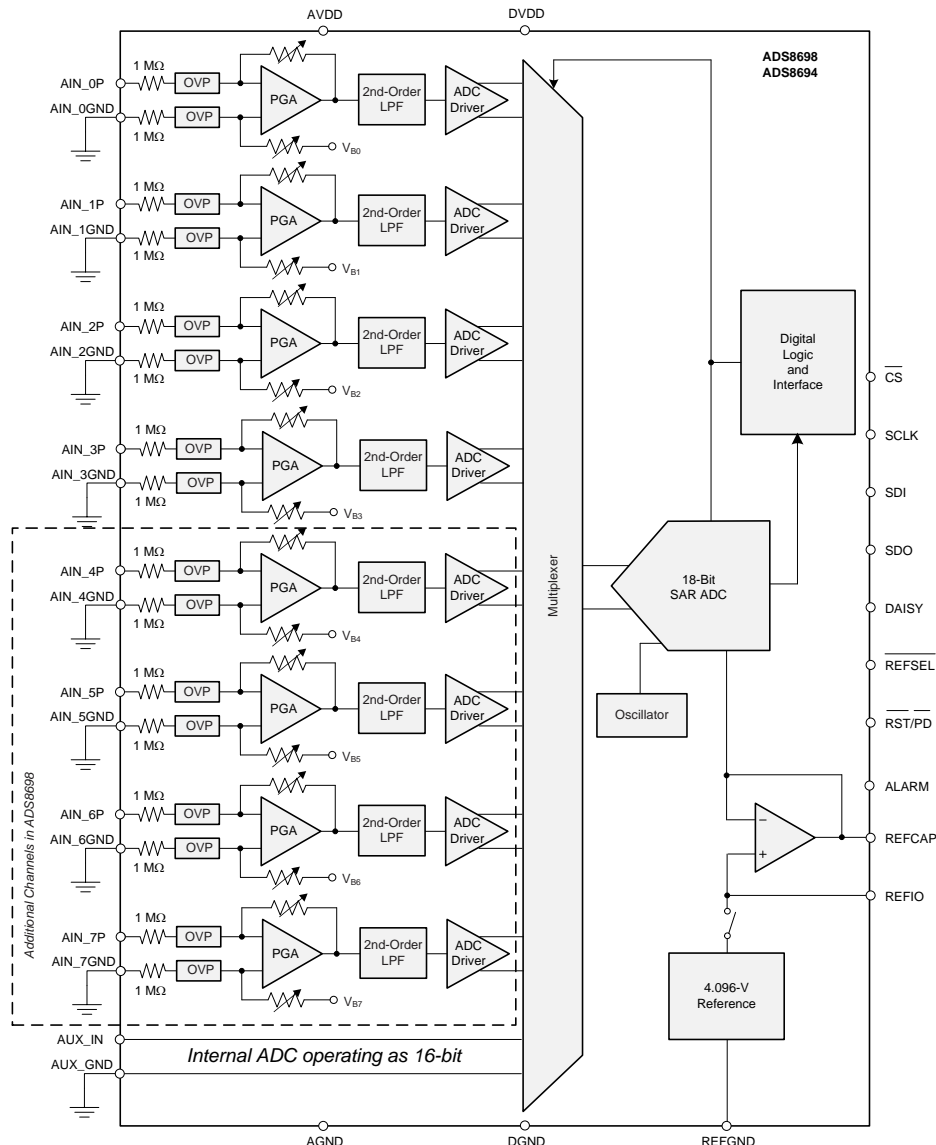 AVDD
DVDD
ADS8698
ADS8694
1 MΩ
AIN_0P
OVP
PGA
2nd-Order
LPF
ADC
Driver
AIN_0GND
OVP
1 MΩ
VB0
1 MΩ
AIN_1P
OVP
PGA
2nd-Order
LPF
ADC
Driver
AIN_1GND
OVP
1 MΩ
VB1
1 MΩ
AIN_2P
OVP
PGA
2nd-Order
LPF
ADC
Driver
AIN_2GND
OVP
1 MΩ
VB2
1 MΩ
AIN_3P
OVP
PGA
2nd-Order
LPF
ADC
Driver
AIN_3GND
OVP
1 MΩ
VB3
Additional Channels in ADS8698
1 MΩ
AIN_4P
OVP
PGA
2nd-Order
LPF
ADC
Driver
AIN_4GND
OVP
1 MΩ
VB4
1 MΩ
AIN_5P
OVP
PGA
2nd-Order
LPF
ADC
Driver
AIN_5GND
OVP
1 MΩ
VB5
1 MΩ
AIN_6P
OVP
PGA
2nd-Order
LPF
ADC
Driver
AIN_6GND
OVP
1 MΩ
VB6
1 MΩ
AIN_7P
OVP
PGA
2nd-Order
LPF
ADC
Driver
AIN_7GND
OVP
1 MΩ
VB7
AUX_IN
Internal ADC operating as 16-bit
AUX_GND
Multiplexer
Digital
Logic
and
Interface
18-Bit
SAR ADC
Oscillator
−
+
4.096-V
Reference
CS
SCLK
SDI
SDO
DAISY
REFSEL
RST/PD
ALARM
REFCAP
REFIO
AGND
DGND
REFGND